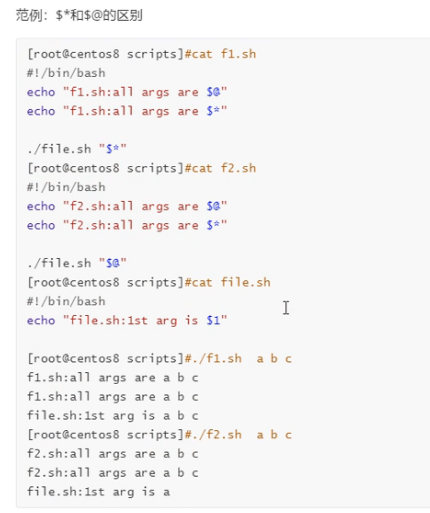 范例：$*和$@的区别
[root@centos8 scripts]#cat f1.sh
#!/bin/bash
echo "f1.sh:all args are $@"
echo "f1.sh:all args are $*"
./file.sh "$*"
[root@centos8 scripts]#cat f2.sh
#!/bin/bash
echo "f2.sh:all args are $@"
echo "f2.sh:all args are $*"
./file.sh "$@"
[root@centos8 scripts]#cat file.sh
#!/bin/bash
echo "file.sh:1st arg is $1"
[root@centos8 scripts]#./f1.sh  a b c
f1.sh:all args are a b c
f1.sh:all args are a b c
file.sh:1st arg is a b c
[root@centos8 scripts]#./f2.sh  a b c
f2.sh:all args are a b c
f2.sh:all args are a b c
file.sh:1st arg is a